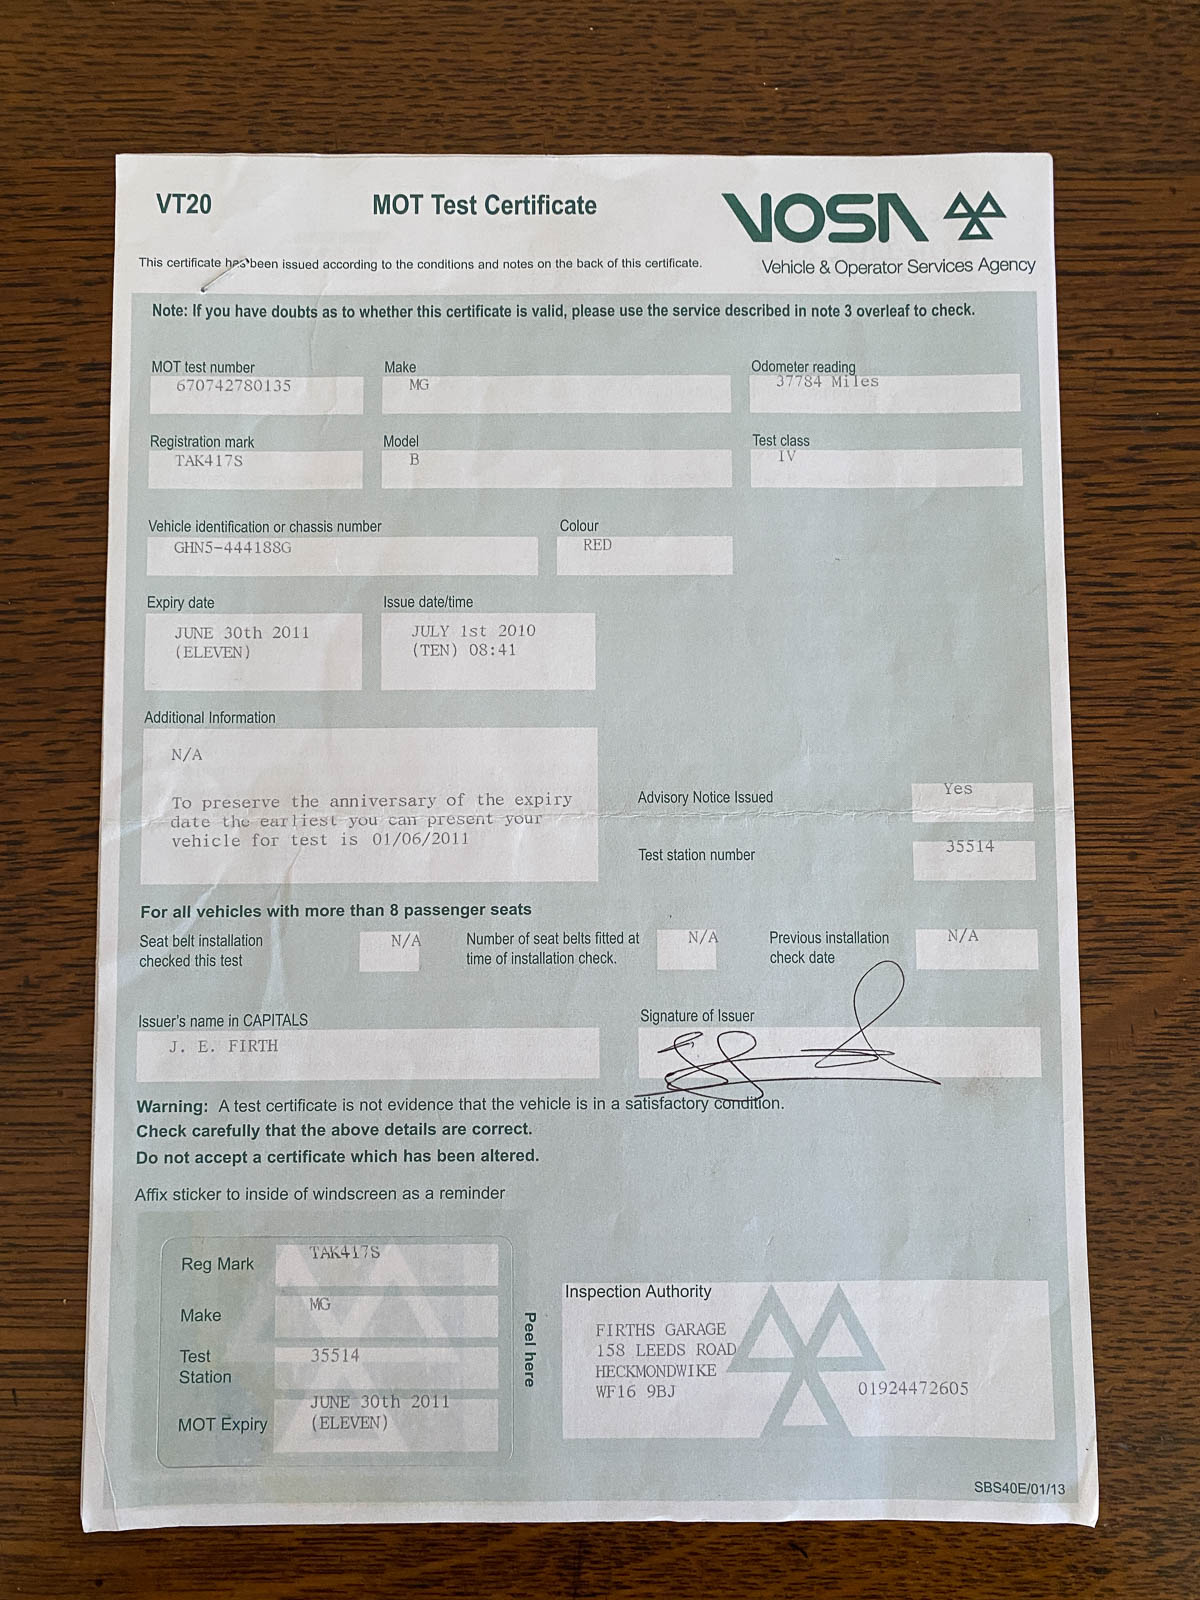 VT20
MOT Test Certificate
VOSA
This certificate has been issued according to the conditions and notes on the back of this certificate.
Vehicle & Operator Services Agency
Note: If you have doubts as to whether this certificate is valid, please use the service described in note 3 overleaf to check.
MOT test number
670742780135
Make
MG
Odometer reading
37784 Miles
Registration mark
TAK417S
Model
B
Test class
IV
Vehicle identification or chassis number
GHN5-444188G
Colour
RED
Expiry date
JUNE 30th 2011
(ELEVEN)
Issue date/time
JULY 1st 2010
(TEN) 08:41
Additional Information
N/A
To preserve the anniversary of the expiry
date the earliest you can present your
vehicle for test is 01/06/2011
Advisory Notice Issued
Yes
Test station number
35514
For all vehicles with more than 8 passenger seats
Seat belt installation
checked this test
N/A
Number of seat belts fitted at
time of installation check.
N/A
Previous installation
check date
N/A
Issuer's name in CAPITALS
J. E. FIRTH
Signature of Issuer
Warning: A test certificate is not evidence that the vehicle is in a satisfactory condition.
Check carefully that the above details are correct.
Do not accept a certificate which has been altered.
Affix sticker to inside of windscreen as a reminder
Reg Mark
TAK417S
Make
MG
Test
Station
35514
MOT Expiry
JUNE 30th 2011
(ELEVEN)
Peel here
Inspection Authority
FIRTHS GARAGE
158 LEEDS ROAD
HECKMONDWIKE
WF16 9BJ
01924472605
SBS40E/01/13